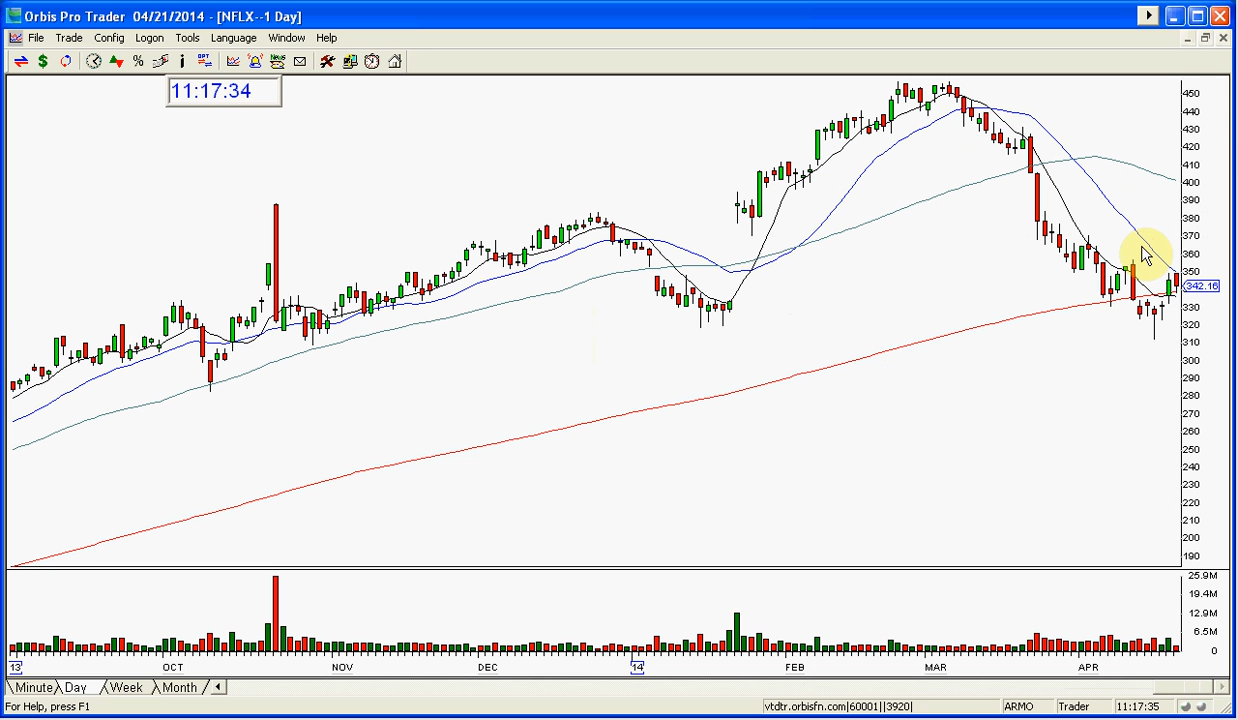 Orbis Pro Trader 04/21/2014 - [NFLX--1 Day]
File Trade Config Logon Tools Language Window Help
$ % i OPT News
11:17:34
450
440
430
420
410
400
390
380
370
360
350
342.16
330
320
310
300
290
280
270
260
250
240
230
220
210
200
190
25.9M
19.4M
12.9M
6.5M
0
13 OCT NOV DEC 14 FEB MAR APR
Minute Day Week Month
For Help, press F1 vtdtr.orbisfn.com|60001||3920| ARMO Trader 11:17:35